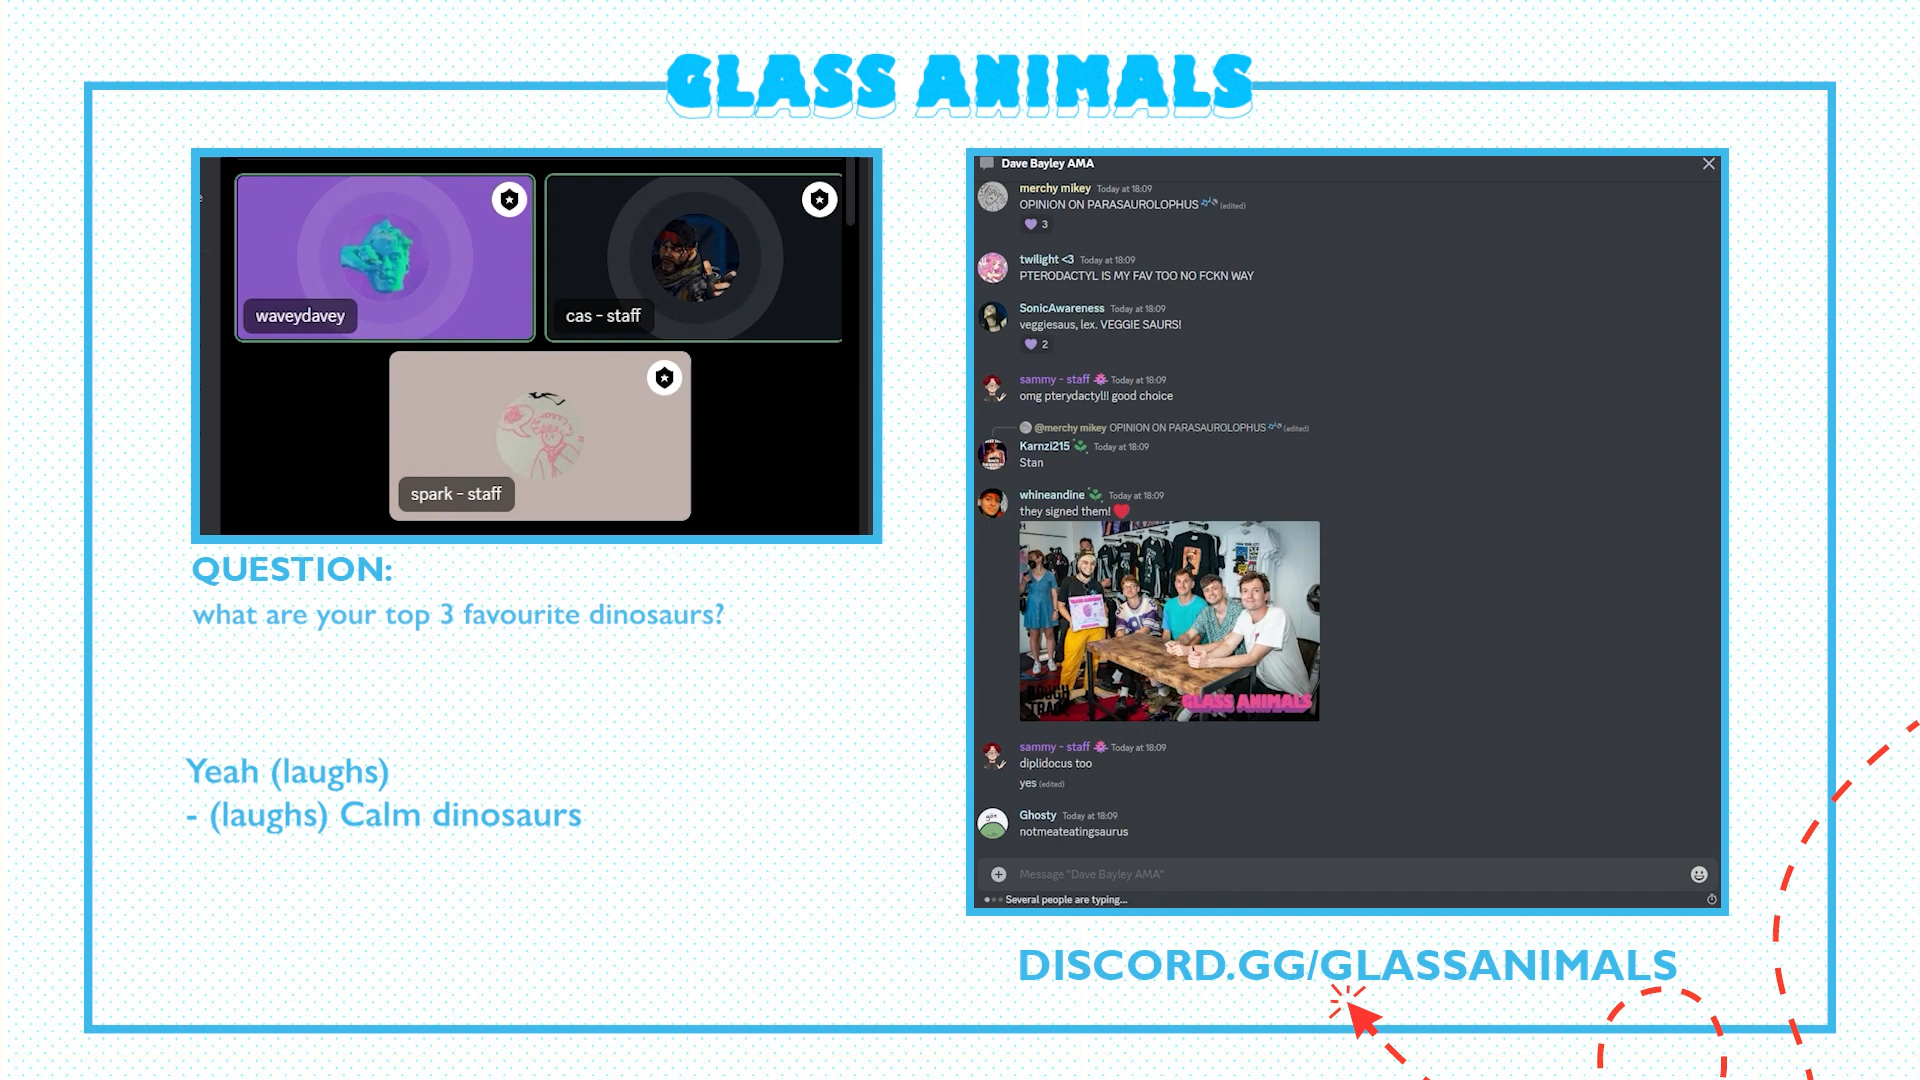 GLASS ANIMALS
waveydavey
cas - staff
spark - staff
QUESTION:
what are your top 3 favourite dinosaurs?
Yeah (laughs)
- (laughs) Calm dinosaurs
Dave Bayley AMA
merchy mikey Today at 18:09
OPINION ON PARASAUROLOPHUS (edited)
3
twilight <3 Today at 18:09
PTERODACTYL IS MY FAV TOO NO FCKN WAY
SonicAwareness Today at 18:09
veggiesaus, lex. VEGGIE SAURS!
2
sammy - staff Today at 18:09
omg pterydactyl!! good choice
@merchy mikey OPINION ON PARASAUROLOPHUS (edited)
Karnzi215 Today at 18:09
Stan
whineandine Today at 18:09
they signed them!
ROUGH
TRADE
GLASS ANIMALS
sammy - staff Today at 18:09
diplidocus too
yes (edited)
Ghosty Today at 18:09
notmeateatingsaurus
Message "Dave Bayley AMA"
Several people are typing...
DISCORD.GG/GLASSANIMALS